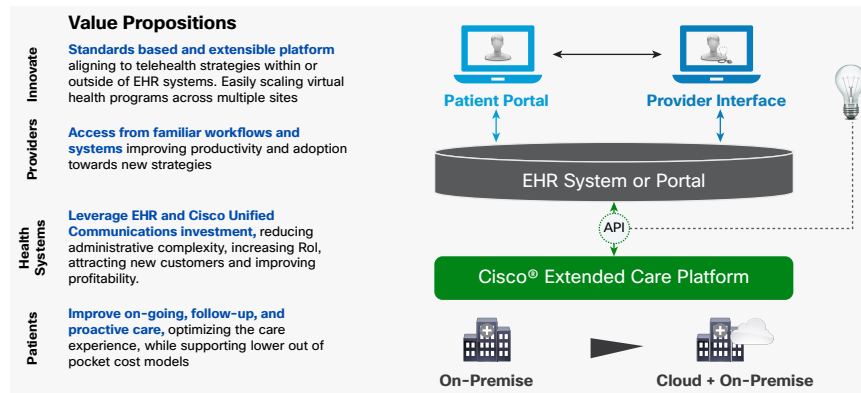 Value Propositions
Innovate
Standards based and extensible platform
aligning to telehealth strategies within or
outside of EHR systems. Easily scaling virtual
health programs across multiple sites
Providers
Access from familiar workflows and
systems improving productivity and adoption
towards new strategies
Health
Systems
Leverage EHR and Cisco Unified
Communications investment, reducing
administrative complexity, increasing RoI,
attracting new customers and improving
profitability.
Patients
Improve on-going, follow-up, and
proactive care, optimizing the care
experience, while supporting lower out of
pocket cost models
Patient Portal
Provider Interface
EHR System or Portal
API
Cisco® Extended Care Platform
On-Premise
Cloud + On-Premise